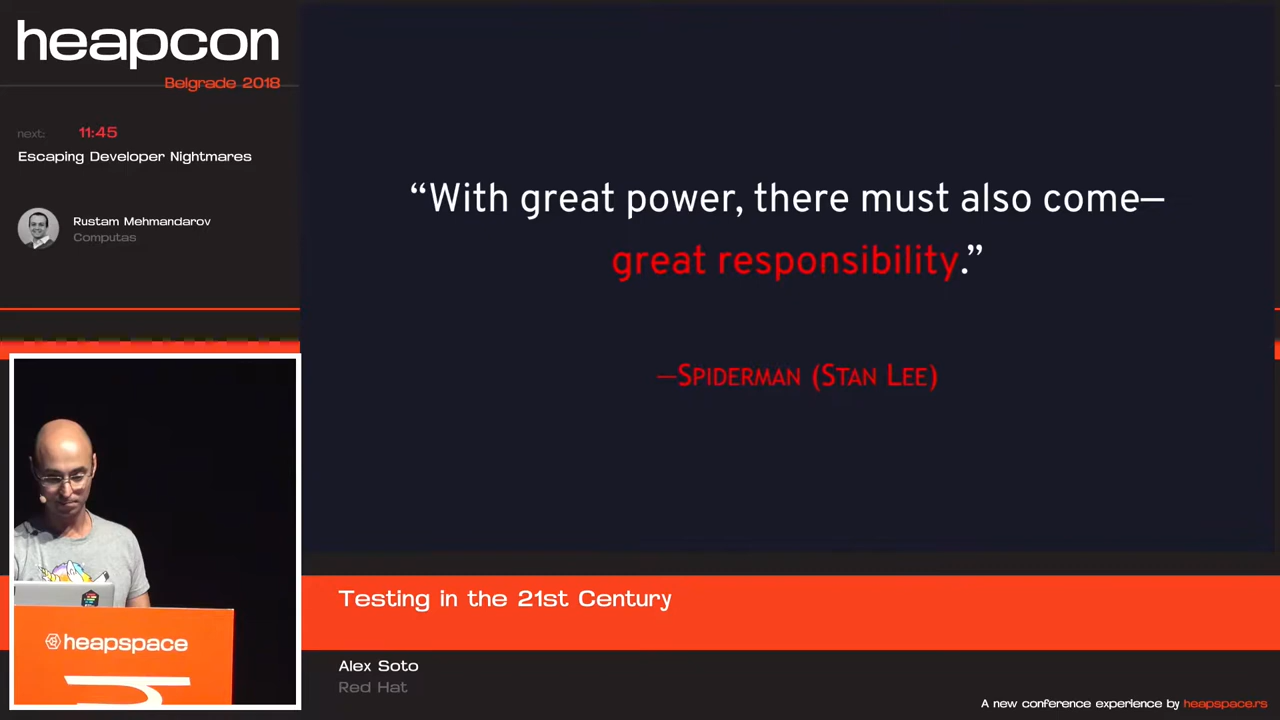 heapcon
Belgrade 2018
next: 11:45
Escaping Developer Nightmares
Rustam Mehmandarov
Computas
“With great power, there must also come—
great responsibility.”
—SPIDERMAN (STAN LEE)
heapspace
Testing in the 21st Century
Alex Soto
Red Hat
A new conference experience by heapspace.rs